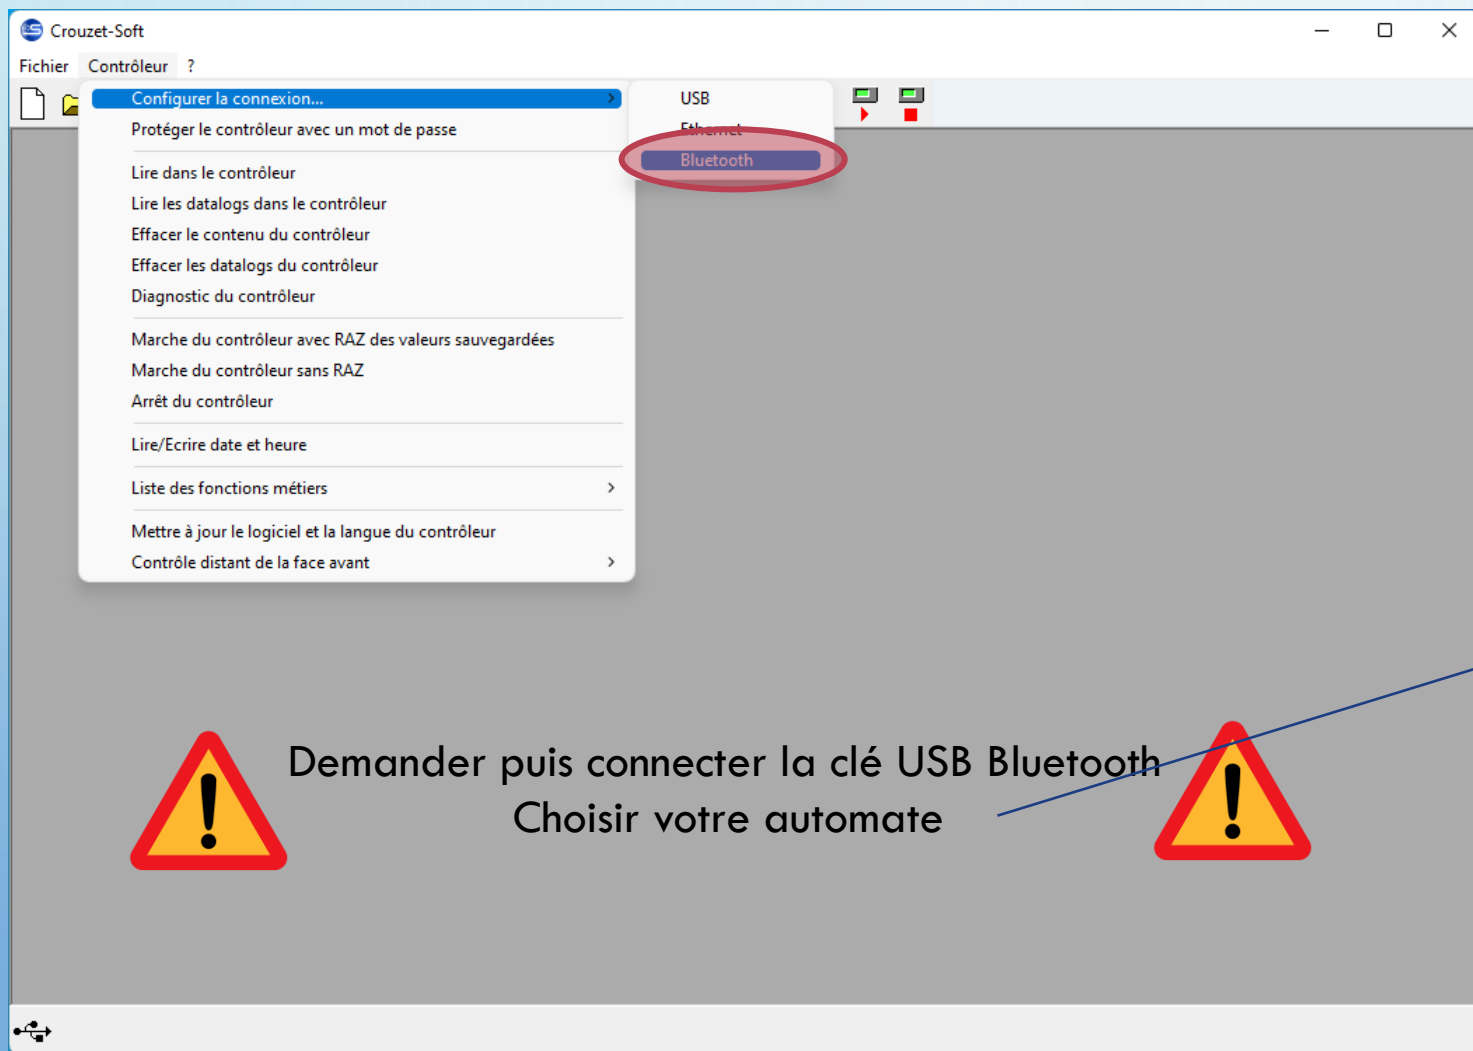 Crouzet-Soft
Fichier Contrôleur ?
Configurer la connexion...
Protéger le contrôleur avec un mot de passe
Lire dans le contrôleur
Lire les datalogs dans le contrôleur
Effacer le contenu du contrôleur
Effacer les datalogs du contrôleur
Diagnostic du contrôleur
Marche du contrôleur avec RAZ des valeurs sauvegardées
Marche du contrôleur sans RAZ
Arrêt du contrôleur
Lire/Ecrire date et heure
Liste des fonctions métiers
Mettre à jour le logiciel et la langue du contrôleur
Contrôle distant de la face avant
USB
Ethernet
Bluetooth
Demander puis connecter la clé USB Bluetooth
Choisir votre automate